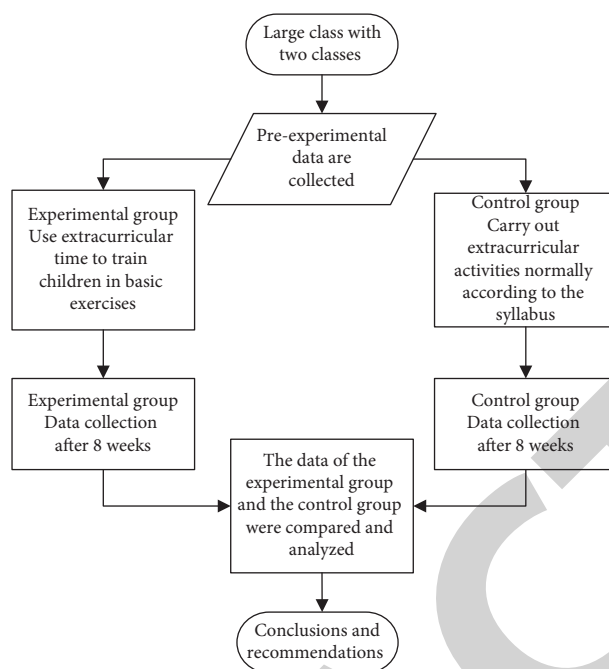 Large class with
two classes
Pre-experimental
data are
collected
Experimental group
Use extracurricular
time to train
children in basic
exercises
Control group
Carry out
extracurricular
activities normally
according to the
syllabus
Experimental group
Data collection
after 8 weeks
Control group
Data collection
after 8 weeks
The data of the
experimental group
and the control group
were compared and
analyzed
Conclusions and
recommendations